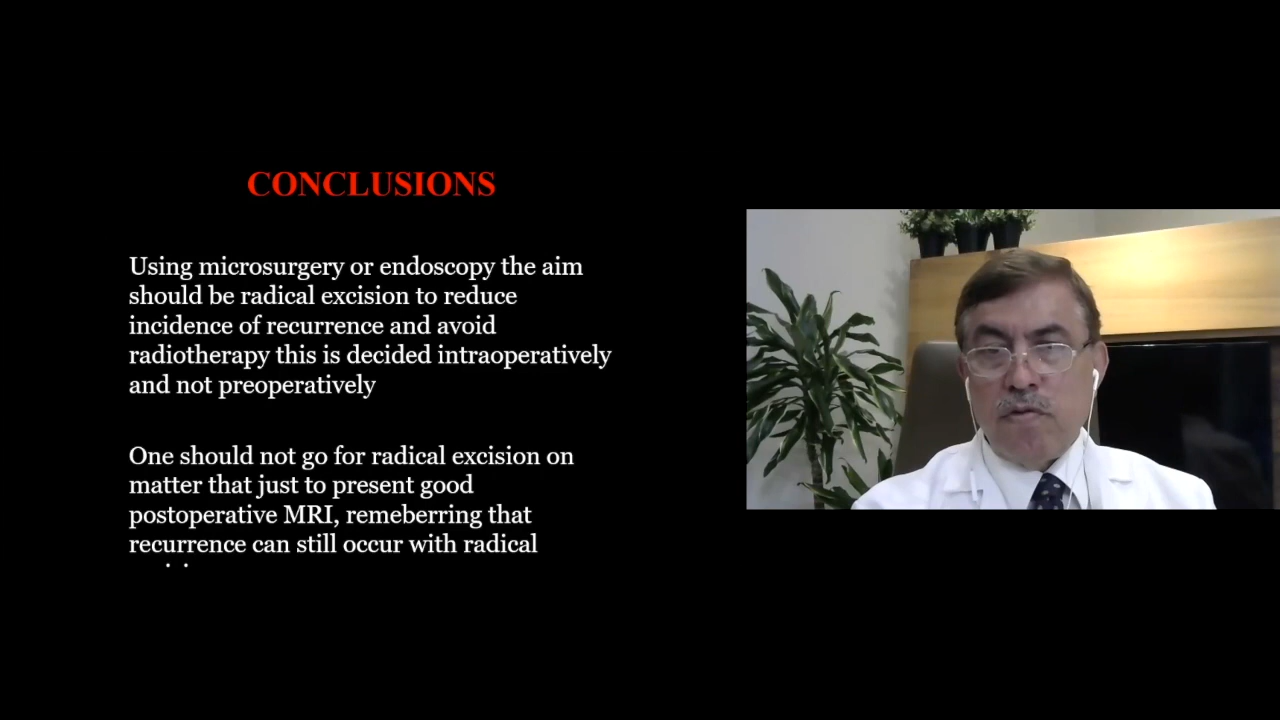 CONCLUSIONS
Using microsurgery or endoscopy the aim
should be radical excision to reduce
incidence of recurrence and avoid
radiotherapy this is decided intraoperatively
and not preoperatively
One should not go for radical excision on
matter that just to present good
postoperative MRI, remeberring that
recurrence can still occur with radical